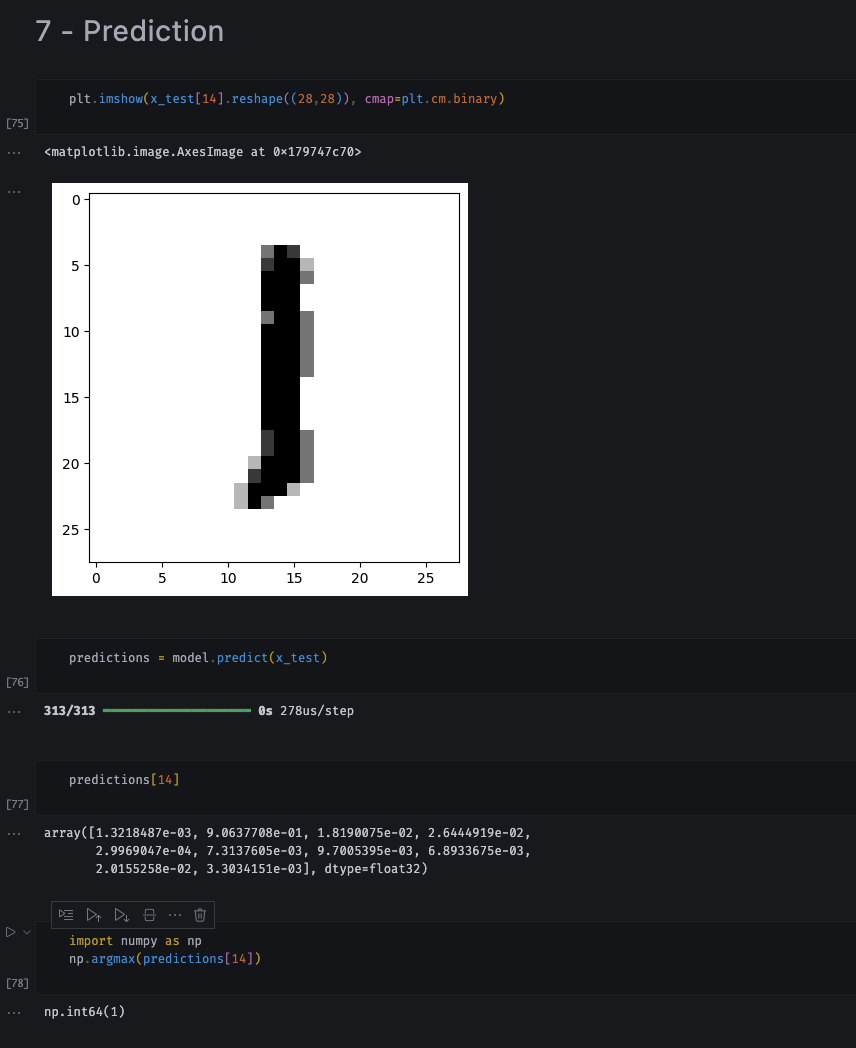 7 - Prediction
plt.imshow(x_test[14].reshape((28,28)), cmap=plt.cm.binary)
[75]
<matplotlib.image.AxesImage at 0x179747c70>
0
5
10
15
20
25
0 5 10 15 20 25
predictions = model.predict(x_test)
[76]
313/313 0s 278us/step
predictions[14]
[77]
array([1.3218487e-03, 9.0637708e-01, 1.8190075e-02, 2.6444919e-02,
2.9969047e-04, 7.3137605e-03, 9.7005395e-03, 6.8933675e-03,
2.0155258e-02, 3.3034151e-03], dtype=float32)
import numpy as np
np.argmax(predictions[14])
[78]
np.int64(1)